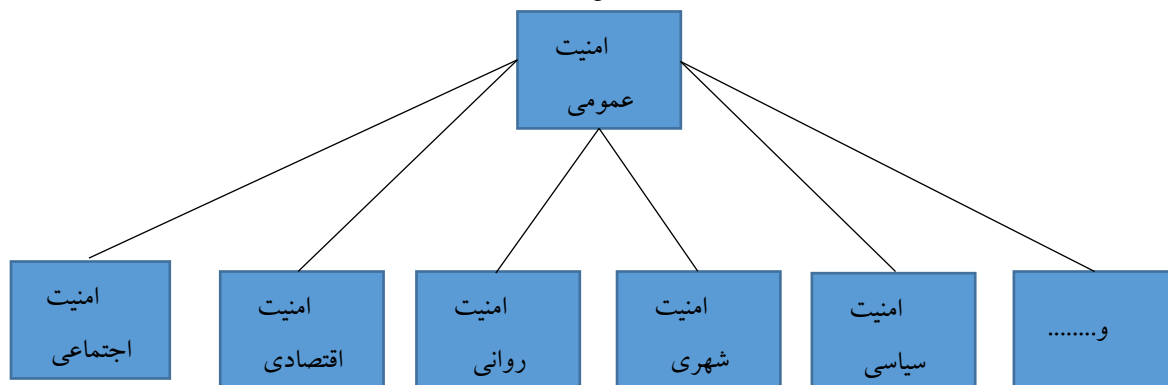 امنیت
عمومی
و........
امنیت
سیاسی
امنیت
شهری
امنیت
روانی
امنیت
اقتصادی
امنیت
اجتماعی